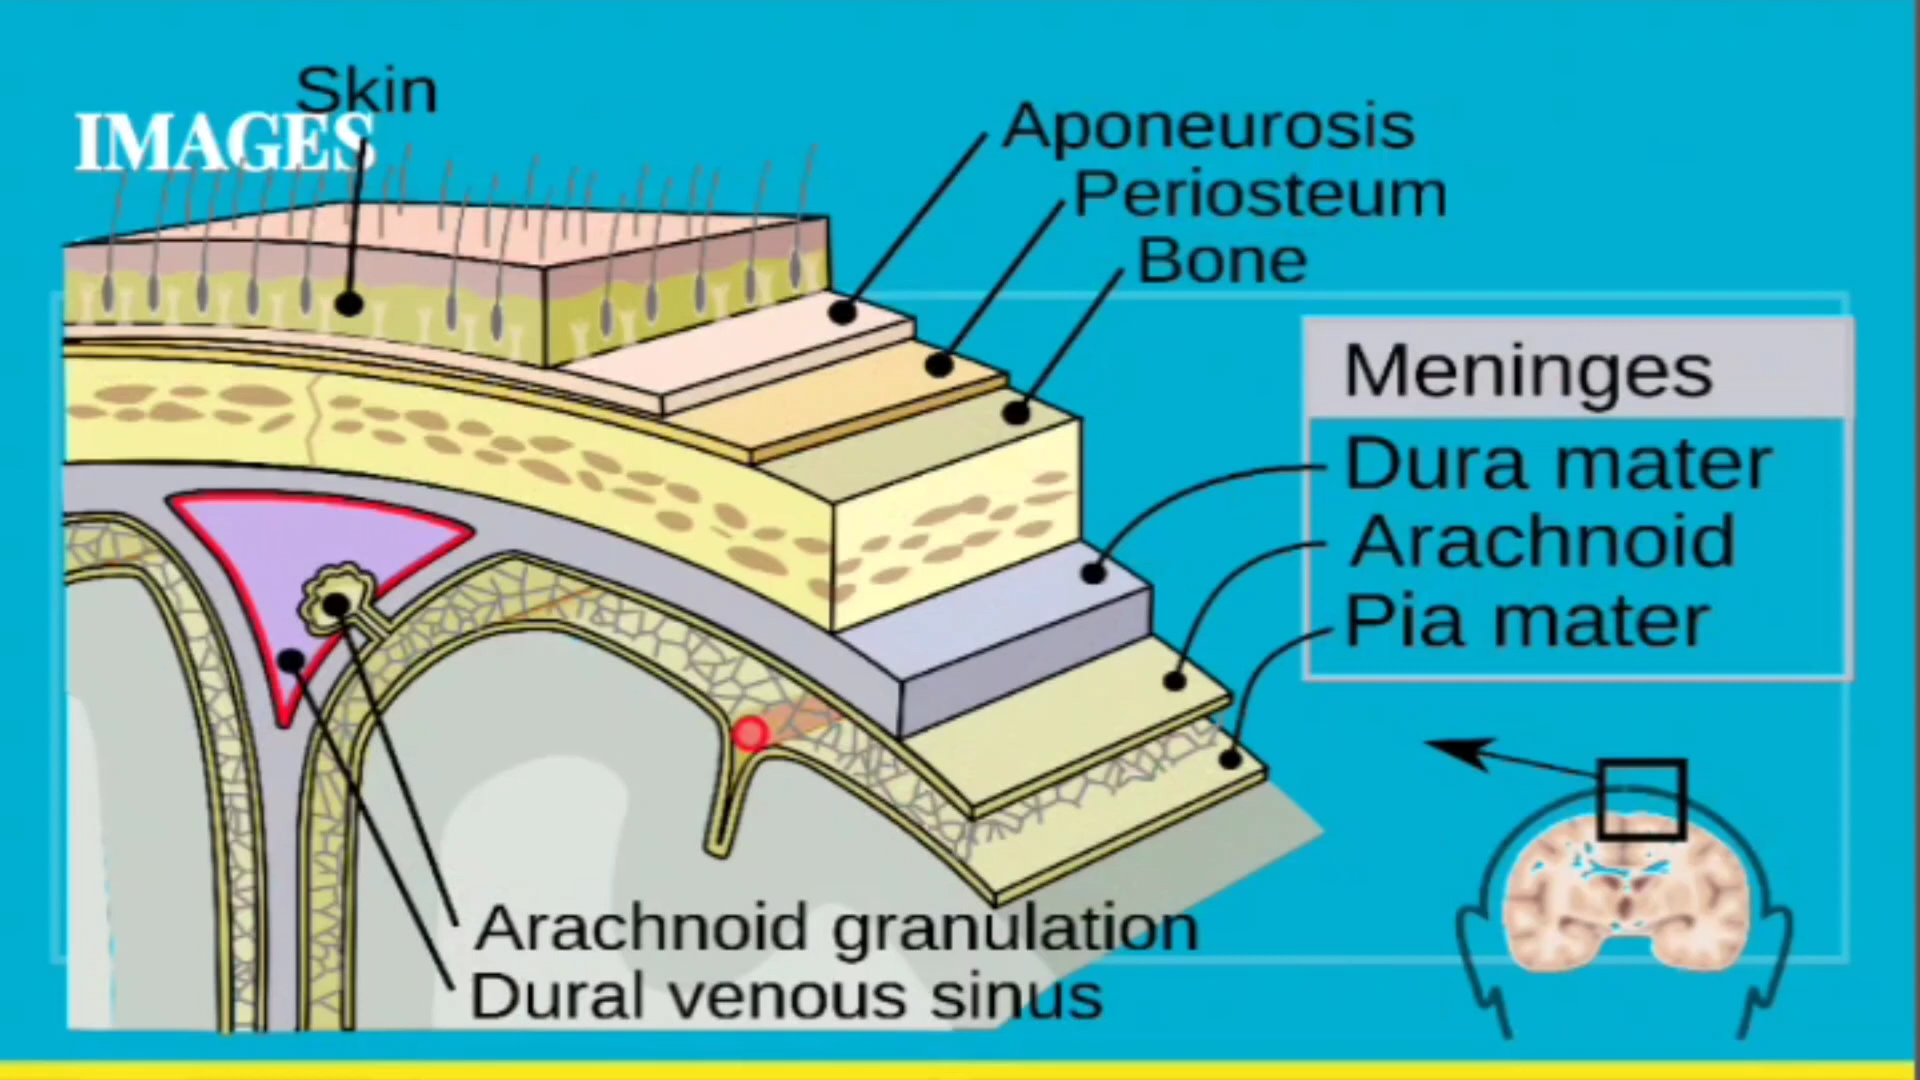 Skin
IMAGES
Aponeurosis
Periosteum
Bone
Meninges
Dura mater
Arachnoid
Pia mater
Arachnoid granulation
Dural venous sinus